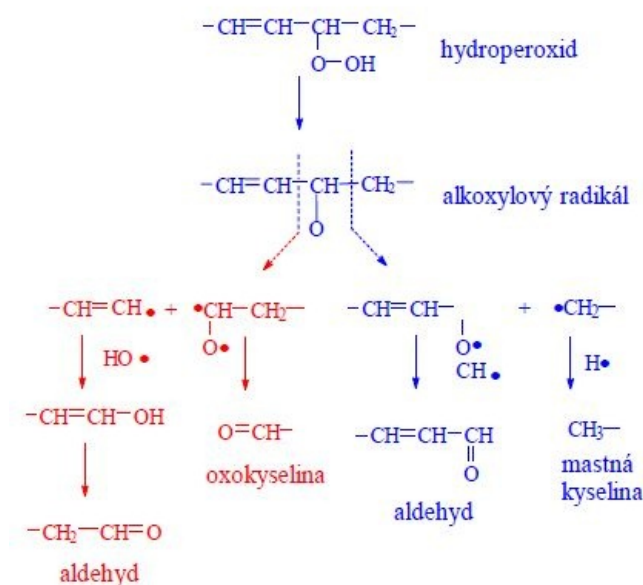 -CH=CH-CH-CH₂-
O-OH
hydroperoxid
-CH=CH-CH-CH₂-
O
alkoxylový radikál
-CH=CH• + •CH-CH₂-
O•
-CH=CH-
O•
CH•
+ •CH₂-
HO•
H•
-CH=CH-OH
O=CH-
oxokyselina
-CH=CH-CH
O
aldehyd
CH₃-
mastná
kyselina
-CH₂-CH=O
aldehyd